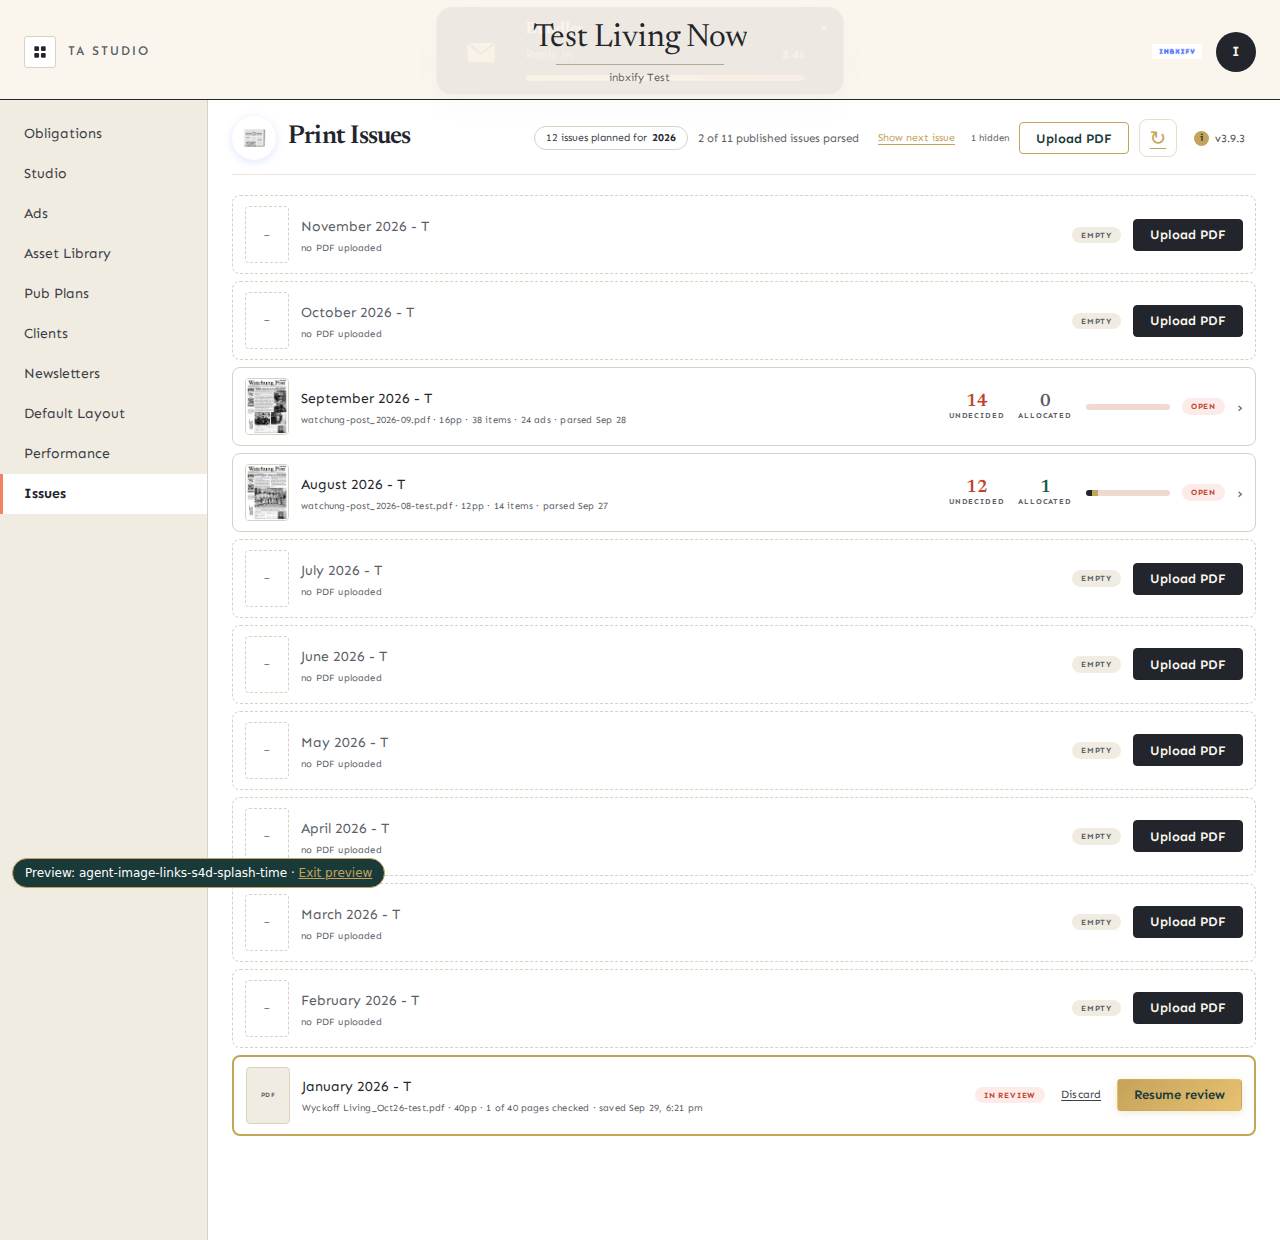 TA STUDIO
Test Living Now
inbxify Test
INBXIFY
I
Obligations
Studio
Ads
Asset Library
Pub Plans
Clients
Newsletters
Default Layout
Performance
Issues
Print Issues
12 issues planned for 2026
2 of 11 published issues parsed
Show next issue
1 hidden
Upload PDF
↻
i v3.9.3
– November 2026 - T
no PDF uploaded
EMPTY Upload PDF
– October 2026 - T
no PDF uploaded
EMPTY Upload PDF
Watchung Post
September 2026 - T
watchung-post_2026-09.pdf · 16pp · 38 items · 24 ads · parsed Sep 28
14 0
UNDECIDED ALLOCATED
OPEN ›
Watchung Post
August 2026 - T
watchung-post_2026-08-test.pdf · 12pp · 14 items · parsed Sep 27
12 1
UNDECIDED ALLOCATED
OPEN ›
– July 2026 - T
no PDF uploaded
EMPTY Upload PDF
– June 2026 - T
no PDF uploaded
EMPTY Upload PDF
– May 2026 - T
no PDF uploaded
EMPTY Upload PDF
– April 2026 - T
no PDF uploaded
EMPTY Upload PDF
Preview: agent-image-links-s4d-splash-time · Exit preview
– March 2026 - T
no PDF uploaded
EMPTY Upload PDF
– February 2026 - T
no PDF uploaded
EMPTY Upload PDF
PDF
January 2026 - T
Wyckoff Living_Oct26-test.pdf · 40pp · 1 of 40 pages checked · saved Sep 29, 6:21 pm
IN REVIEW Discard Resume review